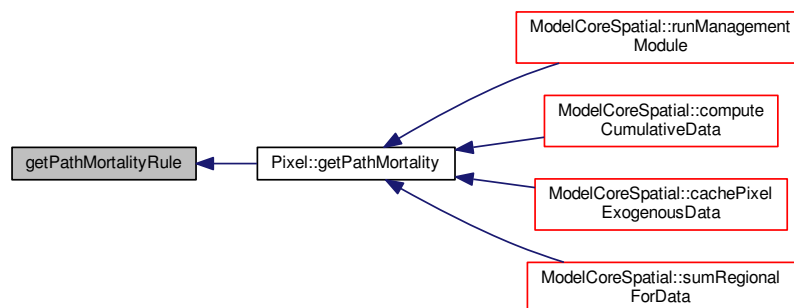 ModelCoreSpatial::runManagement
Module
ModelCoreSpatial::compute
CumulativeData
getPathMortalityRule
Pixel::getPathMortality
ModelCoreSpatial::cachePixel
ExogenousData
ModelCoreSpatial::sumRegional
ForData